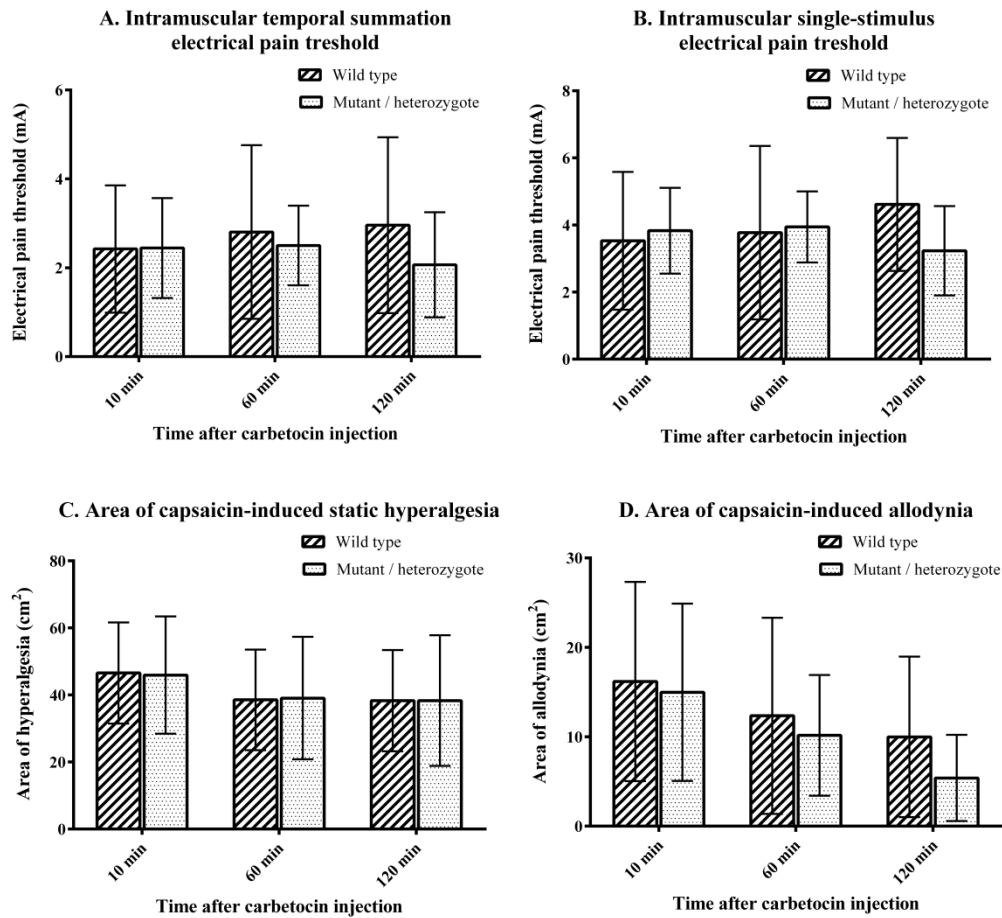 A. Intramuscular temporal summation
electrical pain treshold
Wild type
Mutant / heterozygote
Electrical pain threshold (mA)
6
4
2
0
10 min
60 min
120 min
Time after carbetocin injection
B. Intramuscular single-stimulus
electrical pain treshold
Wild type
Mutant / heterozygote
Electrical pain threshold (mA)
8
6
4
2
0
10 min
60 min
120 min
Time after carbetocin injection
C. Area of capsaicin-induced static hyperalgesia
Wild type
Mutant / heterozygote
Area of hyperalgesia (cm²)
80
60
40
20
0
10 min
60 min
120 min
Time after carbetocin injection
D. Area of capsaicin-induced allodynia
Wild type
Mutant / heterozygote
Area of allodynia (cm²)
30
20
10
0
10 min
60 min
120 min
Time after carbetocin injection